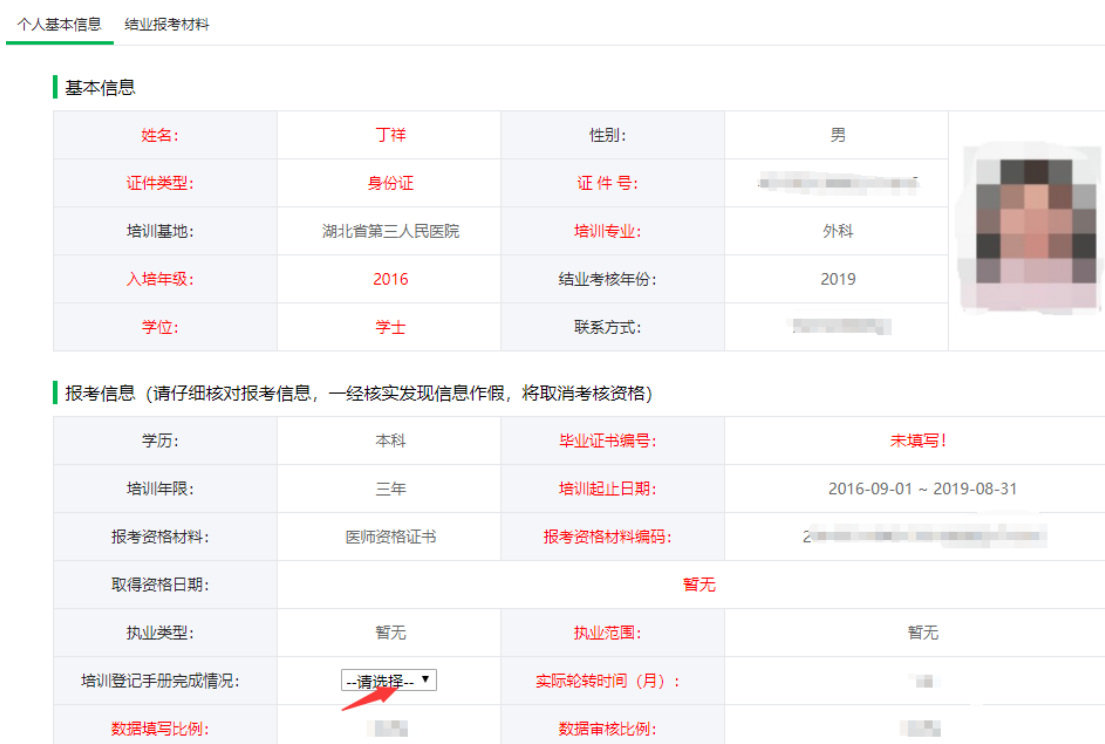 个人基本信息 结业报考材料
基本信息
姓名： 丁祥 性别： 男
证件类型： 身份证 证 件 号：
培训基地： 湖北省第三人民医院 培训专业： 外科
入培年级： 2016 结业考核年份： 2019
学位： 学士 联系方式：
报考信息（请仔细核对报考信息，一经核实发现信息作假，将取消考核资格）
学历： 本科 毕业证书编号： 未填写！
培训年限： 三年 培训起止日期： 2016-09-01 ~ 2019-08-31
报考资格材料： 医师资格证书 报考资格材料编码： 2
取得资格日期： 暂无
执业类型： 暂无 执业范围： 暂无
培训登记手册完成情况： --请选择-- 实际轮转时间（月）：
数据填写比例： 数据审核比例：